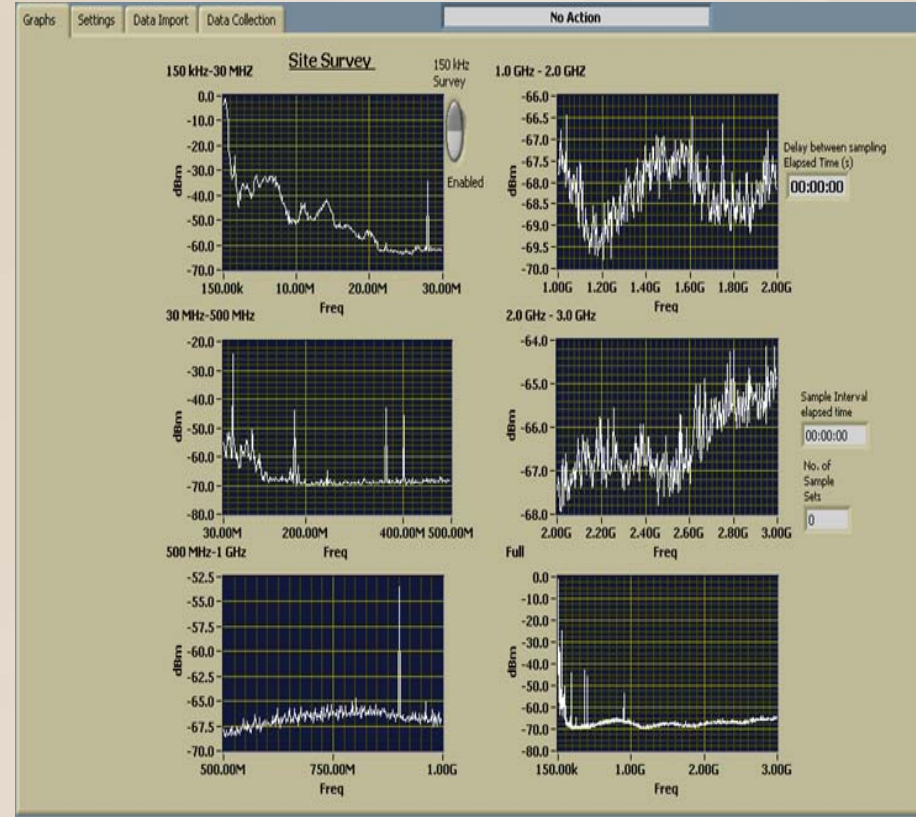 Graphs Settings Data Import Data Collection No Action
Site Survey
150 kHz-30 MHZ
150 kHz
Survey
Enabled
0.0
-10.0
-20.0
-30.0
-40.0
-50.0
-60.0
-70.0
dBm
150.00k 10.00M 20.00M 30.00M
Freq
1.0 GHz - 2.0 GHZ
-66.0
-66.5
-67.0
-67.5
-68.0
-68.5
-69.0
-69.5
-70.0
dBm
1.00G 1.20G 1.40G 1.60G 1.80G 2.00G
Freq
Delay between sampling
Elapsed Time (s)
00:00:00
30 MHz-500 MHz
-20.0
-30.0
-40.0
-50.0
-60.0
-70.0
-80.0
dBm
30.00M 200.00M 400.00M 500.00M
Freq
2.0 GHz - 3.0 GHz
-64.0
-65.0
-66.0
-67.0
-68.0
dBm
2.00G 2.20G 2.40G 2.60G 2.80G 3.00G
Freq
Sample Interval
elapsed time
00:00:00
No. of
Sample
Sets
0
500 MHz-1 GHz
-52.5
-55.0
-57.5
-60.0
-62.5
-65.0
-67.5
-70.0
dBm
500.00M 750.00M 1.00G
Freq
Full
0.0
-10.0
-20.0
-30.0
-40.0
-50.0
-60.0
-70.0
-80.0
dBm
150.00k 1.00G 2.00G 3.00G
Freq